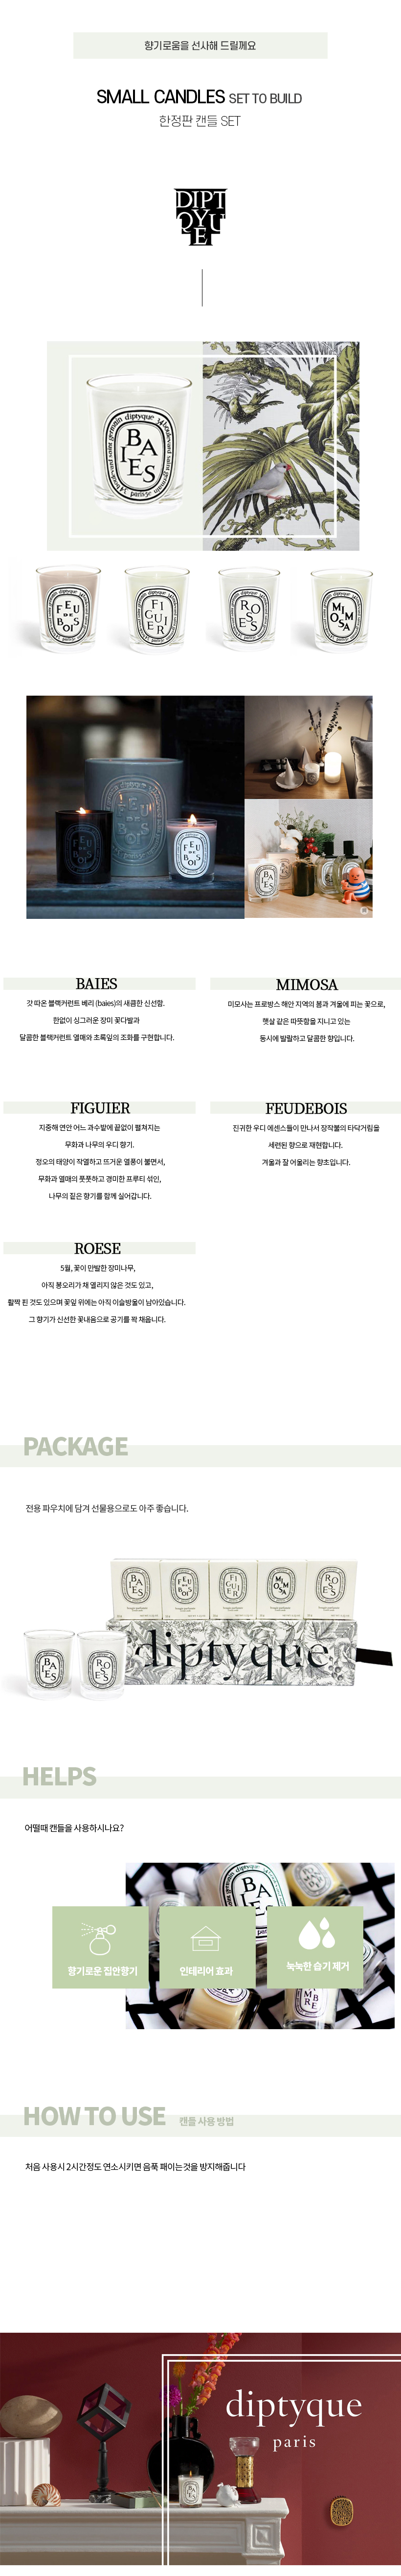 향기로움을 선사해 드릴께요
SMALL CANDLES SET TO BUILD
한정판 캔들 SET
DIPT
QYU
E
BAIES
FEU DE BOIS
FIGUIER
ROSES
MIMOSA
BAIES
갓 따온 블랙커런트 베리 (baies)의 새큼한 신선함.
한없이 싱그러운 장미 꽃다발과
달콤한 블랙커런트 열매와 초록잎의 조화를 구현합니다.
MIMOSA
미모사는 프로방스 해안 지역의 봄과 겨울에 피는 꽃으로,
햇살 같은 따뜻함을 지니고 있는
동시에 발랄하고 달콤한 향입니다.
FIGUIER
지중해 연안 어느 과수밭에 끝없이 펼쳐지는
무화과 나무의 우디 향기.
정오의 태양이 작열하고 뜨거운 열풍이 불면서,
무화과 열매의 풋풋하고 경미한 프루티 섞인,
나무의 짙은 향기를 함께 실어갑니다.
FEUDEBOIS
진귀한 우디 에센스들이 만나서 장작불의 타닥거림을
세련된 향으로 재현합니다.
겨울과 잘 어울리는 향초입니다.
ROESE
5월, 꽃이 만발한 장미나무,
아직 봉오리가 채 열리지 않은 것도 있고,
활짝 핀 것도 있으며 꽃잎 위에는 아직 이슬방울이 남아있습니다.
그 향기가 신선한 꽃내음으로 공기를 꽉 채웁니다.
PACKAGE
전용 파우치에 담겨 선물용으로도 아주 좋습니다.
BAIES
FEU DE BOIS
FIGUIER
MIMOSA
ROSES
diptyque
BAIES
ROSES
HELPS
어떨때 캔들을 사용하시나요?
BAIES
향기로운 집안향기
인테리어 효과
눅눅한 습기 제거
HOW TO USE 캔들 사용 방법
처음 사용시 2시간정도 연소시키면 음푹 패이는것을 방지해줍니다
diptyque
paris